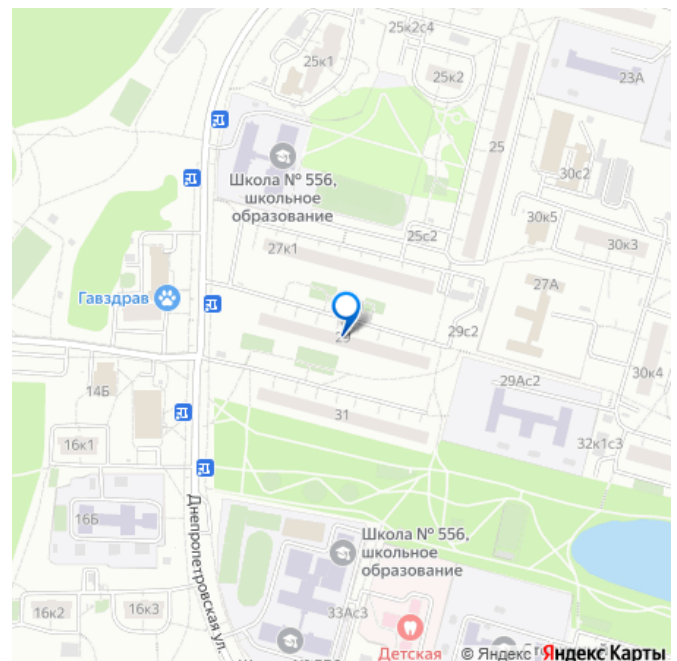 25к2с4
25к1
25к2
23А
25
Школа № 556,
школьное
образование
30с2
30к5
30к3
25с2
27к1
27А
Гавздрав
29с2
30к4
29Ас2
14Б
31
32к1с3
16к1
Днепропетровская ул.
16Б
Школа № 556,
школьное
образование
16к2
16к3
33Ас3
Детская
© Яндекс
Яндекс Карты